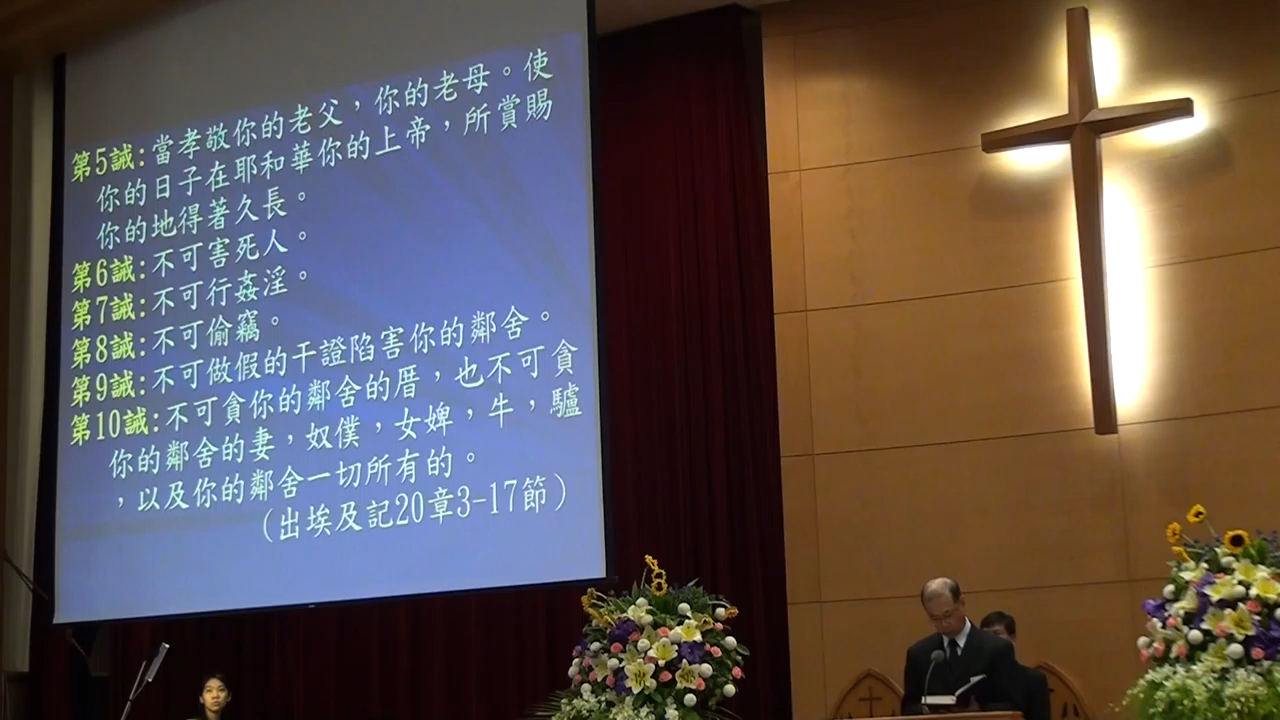 第5誡:當孝敬你的老父，你的老母。使
你的日子在耶和華你的上帝，所賞賜
你的地得著久長。
第6誡:不可害死人。
第7誡:不可行姦淫。
第8誡:不可偷竊。
第9誡:不可做假的干證陷害你的鄰舍。
第10誡:不可貪你的鄰舍的厝，也不可貪
你的鄰舍的妻，奴僕，女婢，牛，驢
，以及你的鄰舍一切所有的。
（出埃及記20章3-17節）